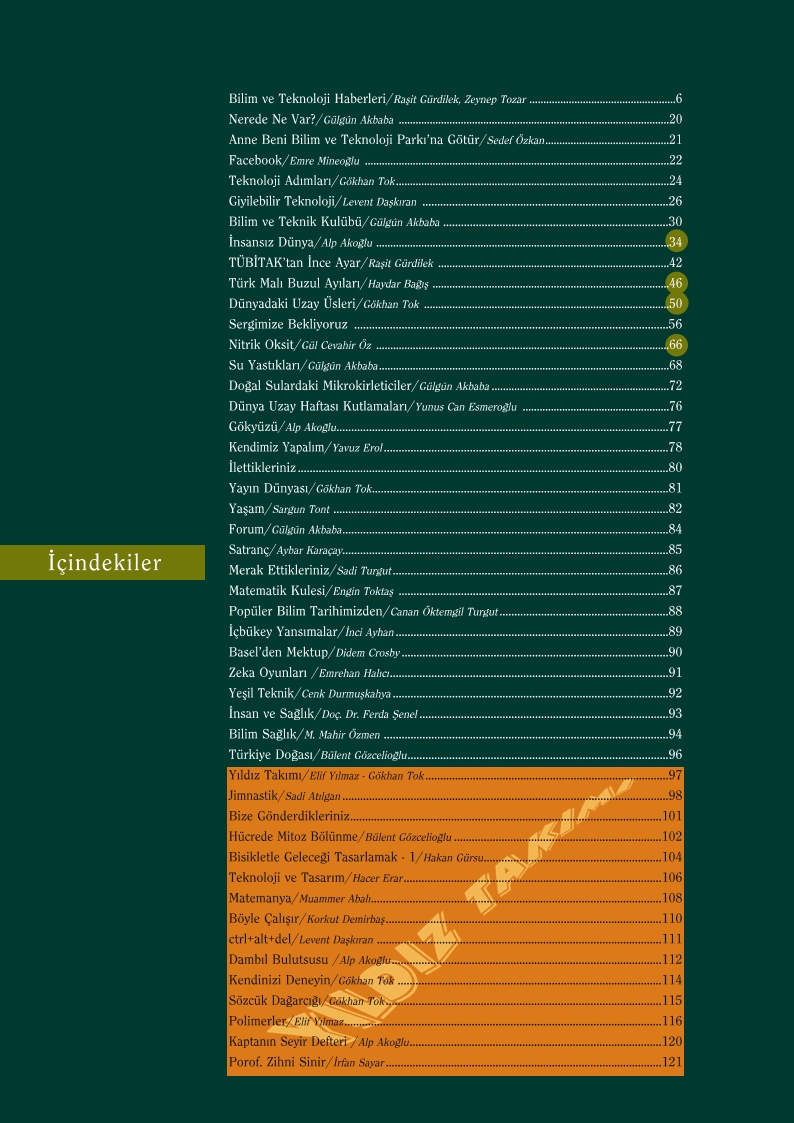 Bilim ve Teknoloji Haberleri/Raşit Gürdilek, Zeynep Tozar ......................................................6
Nerede Ne Var?/Gülgûn Akbaba ......................................................20
Anne Beni Bilim ve Teknoloji Parkı’na Götür/Sedef Özkan......................................................21
Facebook/Emre Mineoğlu ......................................................22
Teknoloji Adımları/Gökhan Tok......................................................24
Giyilebilir Teknoloji/Levent Daşkıran ......................................................26
Bilim ve Teknik Kulübü/Gülgûn Akbaba ......................................................30
İnsansız Dünya/Alp Akoğlu ......................................................34
TÜBİTAK’tan İnce Ayar/Raşit Gürdilek ......................................................42
Türk Malı Buzul Ayıları/Haydar Bağış ......................................................46
Dünyadaki Uzay Üsleri/Gökhan Tok ......................................................50
Sergimize Bekliyoruz ......................................................56
Nitrik Oksit/Gül Cevahir Öz ......................................................66
Su Yastıkları/Gülgûn Akbaba......................................................68
Doğal Sulardaki Mikrokirleticiler/Gülgûn Akbaba ......................................................72
Dünya Uzay Haftası Kutlamaları/Yunus Can Esmeroğlu ......................................................76
Gökyüzü/Alp Akoğlu......................................................77
Kendimiz Yapalım/Yavuz Erol......................................................78
İlettikleriniz......................................................80
Yayın Dünyası/Gökhan Tok......................................................81
Yaşam/Sargun Tont ......................................................82
Forum/Gülgûn Akbaba......................................................84
Satranç/Aybar Karaçay......................................................85
İçindekiler
Merak Ettikleriniz/Sadi Turgut......................................................86
Matematik Kulesi/Engin Toktaş ......................................................87
Popüler Bilim Tarihimizden/Canan Öktemgil Turgut......................................................88
İçbükey Yansımalar/İnci Ayhan......................................................89
Basel’den Mektup/Didem Crosby......................................................90
Zeka Oyunları /Emrehan Halıcı......................................................91
Yeşil Teknik/Cenk Durmuşkahya......................................................92
İnsan ve Sağlık/Doç. Dr. Ferda Şenel......................................................93
Bilim Sağlık/M. Mahir Özmen ......................................................94
Türkiye Doğası/Bülent Gözcelioğlu......................................................96
Yıldız Takımı/Elif Yılmaz - Gökhan Tok......................................................97
Jimnastik/Sadi Atılgan......................................................98
Bize Gönderdikleriniz......................................................101
Hücrede Mitoz Bölünme/Bülent Gözcelioğlu......................................................102
Bisikletle Geleceği Tasarlamak - 1/Hakan Gürsu......................................................104
Teknoloji ve Tasarım/Hacer Erar......................................................106
Matemanya/Muammer Abalı......................................................108
Böyle Çalışır/Korkut Demirbaş......................................................110
ctrl+alt+del/Levent Daşkıran ......................................................111
Dambıl Bulutsusu /Alp Akoğlu......................................................112
Kendinizi Deneyin/Gökhan Tok ......................................................114
Sözcük Dağarcığı/Gökhan Tok......................................................115
Polimerler/Elif Yılmaz......................................................116
Kaptanın Seyir Defteri /Alp Akoğlu......................................................120
Porof. Zihni Sinir/İrfan Sayar......................................................121
YILDIZ TAKIMI